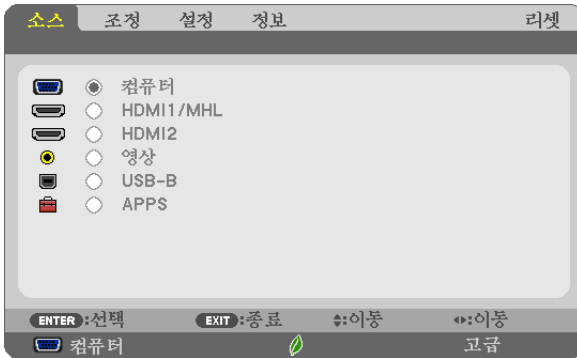 소스 조정 설정 정보 리셋
컴퓨터
HDMI1/MHL
HDMI2
영상
USB-B
APPS
ENTER:선택 EXIT:종료 :이동 :이동
컴퓨터 고급